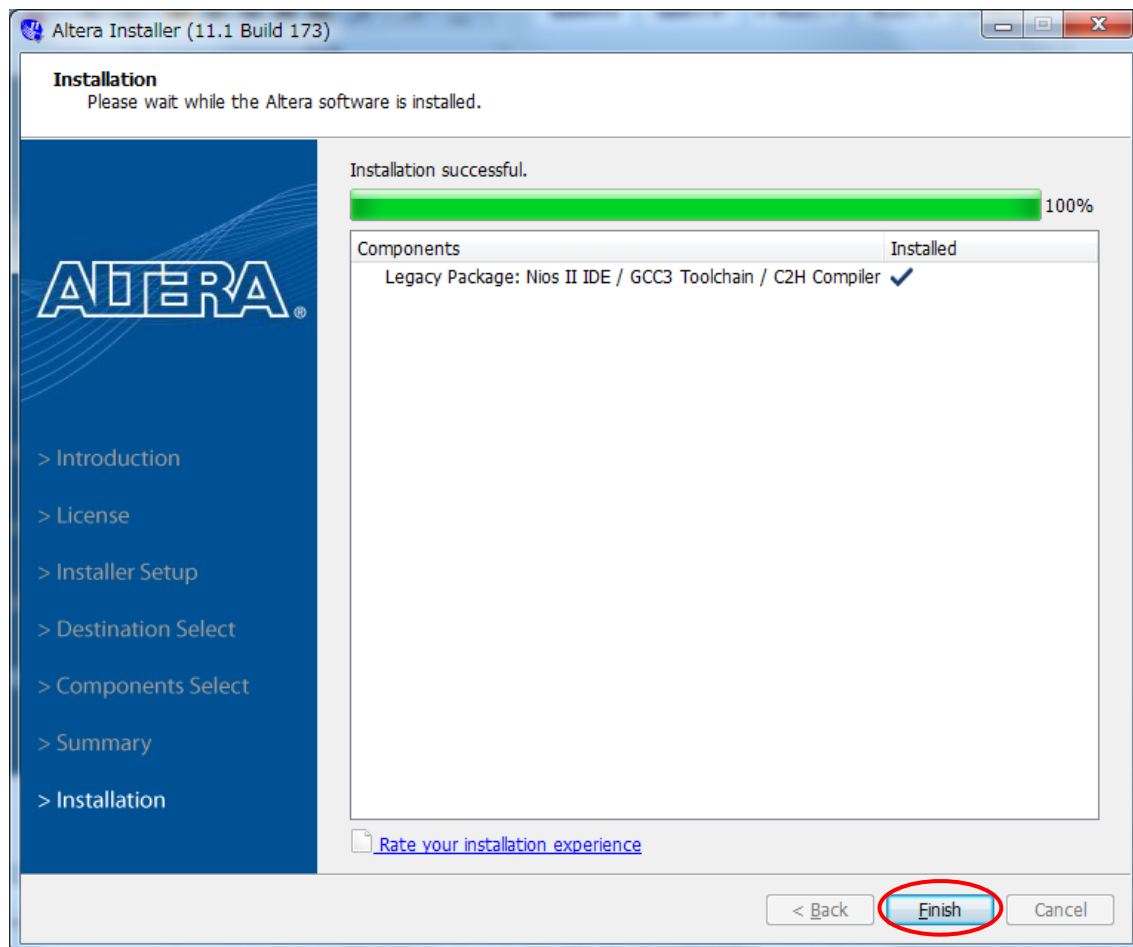 Altera Installer (11.1 Build 173)
Installation
Please wait while the Altera software is installed.
Installation successful.
100%
Components Installed
Legacy Package: Nios II IDE / GCC3 Toolchain / C2H Compiler
ALTERA®
> Introduction
> License
> Installer Setup
> Destination Select
> Components Select
> Summary
> Installation
Rate your installation experience
< Back Finish Cancel